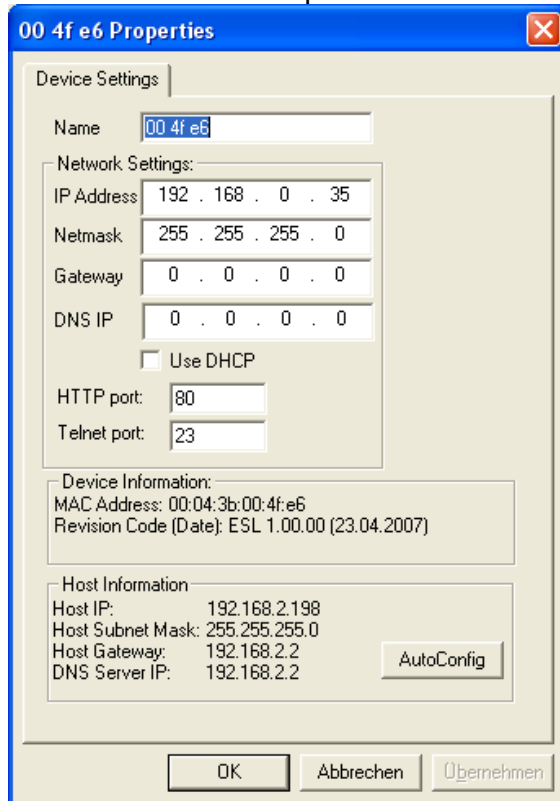 00 4f e6 Properties
Device Settings
Name 00 4f e6
Network Settings:
IP Address 192 . 168 . 0 . 35
Netmask 255 . 255 . 255 . 0
Gateway 0 . 0 . 0 . 0
DNS IP 0 . 0 . 0 . 0
Use DHCP
HTTP port: 80
Telnet port: 23
Device Information:
MAC Address: 00:04:3b:00:4f:e6
Revision Code (Date): ESL 1.00.00 (23.04.2007)
Host Information
Host IP: 192.168.2.198
Host Subnet Mask: 255.255.255.0
Host Gateway: 192.168.2.2
DNS Server IP: 192.168.2.2
AutoConfig
OK Abbrechen Übernehmen